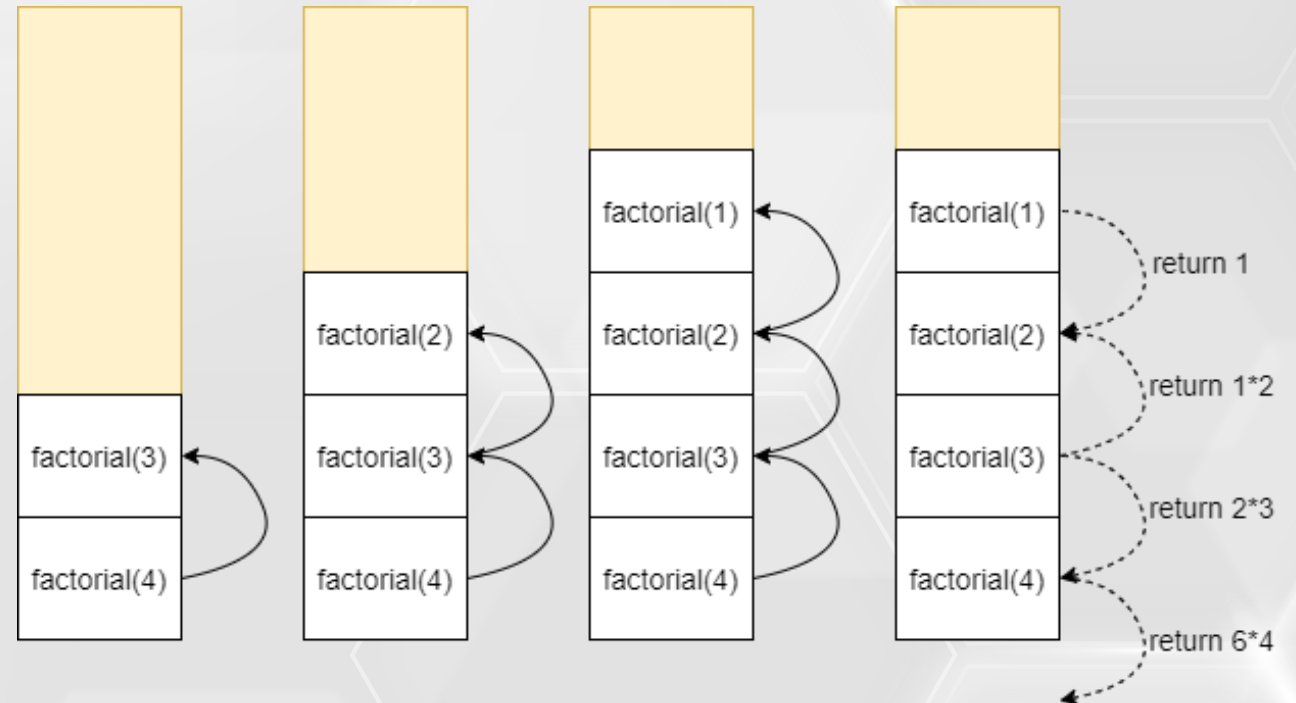 factorial(3)
factorial(4)
factorial(2)
factorial(3)
factorial(4)
factorial(1)
factorial(2)
factorial(3)
factorial(4)
factorial(1)
return 1
factorial(2)
return 1*2
factorial(3)
return 2*3
factorial(4)
return 6*4